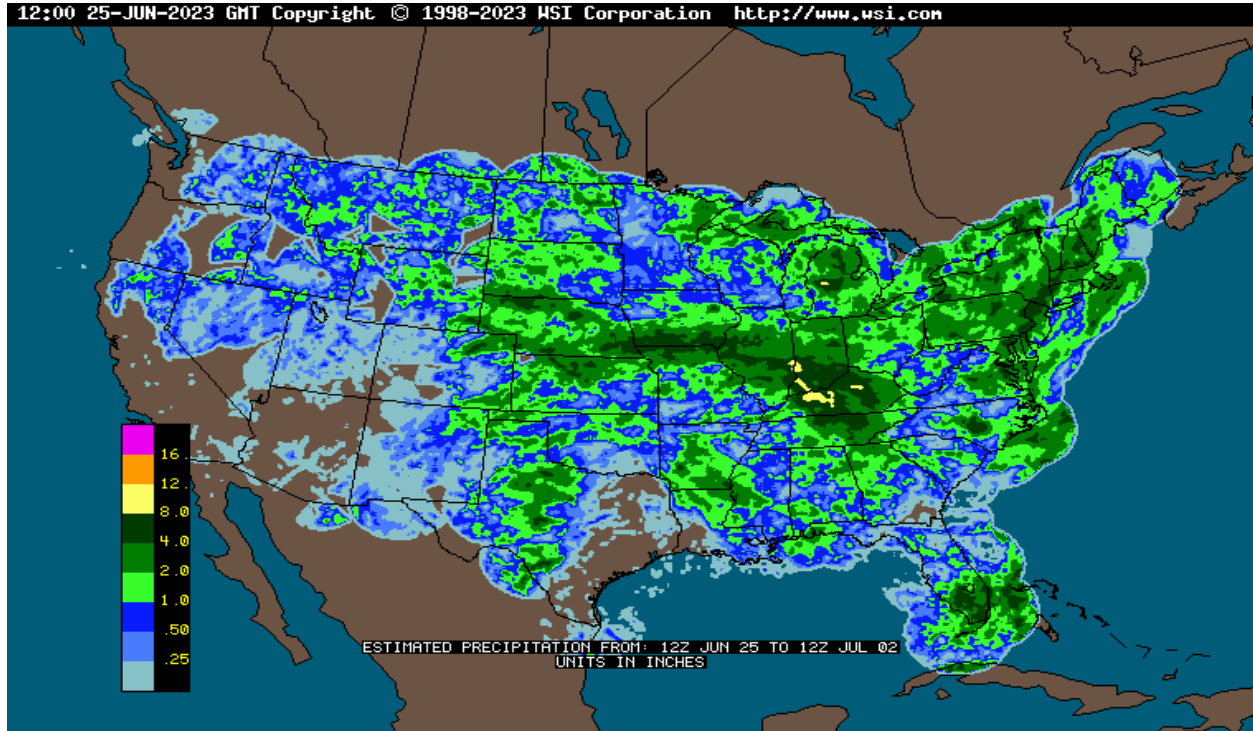 12:00 25-JUN-2023 GMT Copyright © 1998-2023 WSI Corporation http://www.wsi.com
16.
12.
8.0
4.0
2.0
1.0
.50
.25
ESTIMATED PRECIPITATION FROM: 12Z JUN 25 TO 12Z JUL 02
UNITS IN INCHES